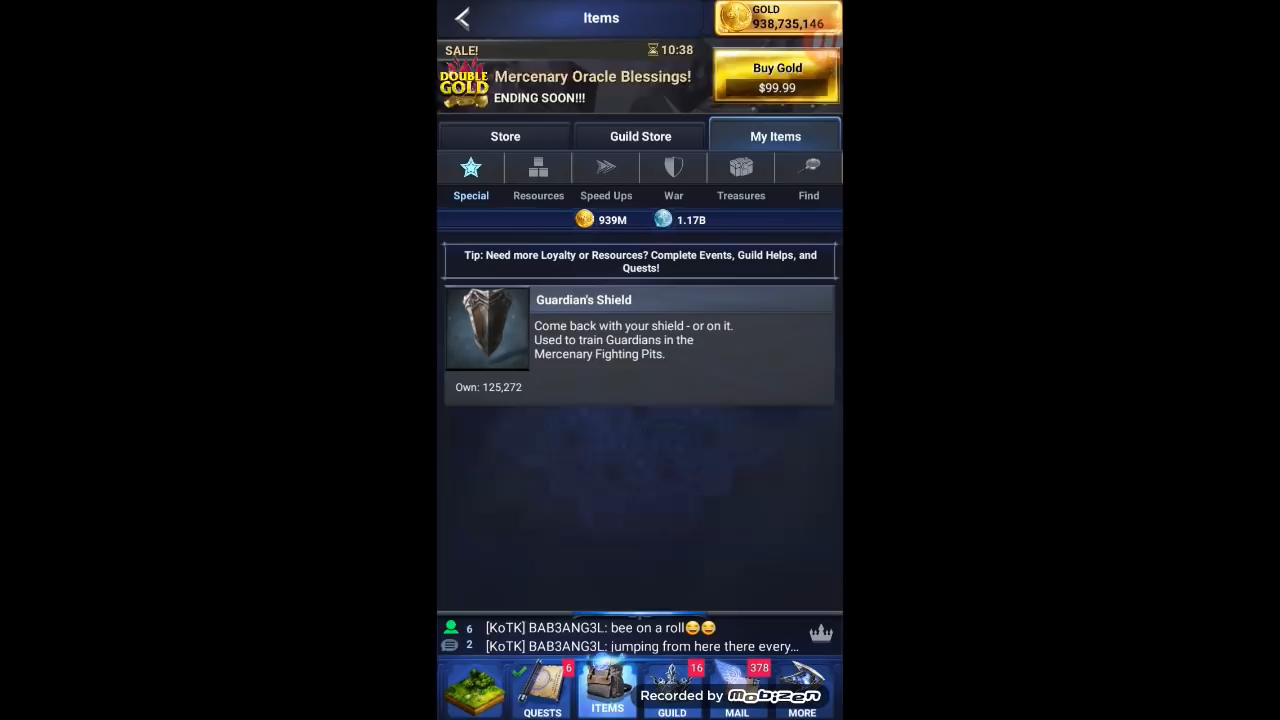 Items
GOLD
938,735,146
SALE!
10:38
DOUBLE
GOLD
Mercenary Oracle Blessings!
ENDING SOON!!!
Buy Gold
$99.99
Store
Guild Store
My Items
Special
Resources
Speed Ups
War
Treasures
Find
939M
1.17B
Tip: Need more Loyalty or Resources? Complete Events, Guild Helps, and
Quests!
Guardian's Shield
Come back with your shield - or on it.
Used to train Guardians in the
Mercenary Fighting Pits.
Own: 125,272
6
[KoTK] BAB3ANG3L: bee on a roll😄😄
2
[KoTK] BAB3ANG3L: jumping from here there every...
6
16
378
QUESTS
ITEMS
GUILD
MAIL
MORE
Recorded by mobizen